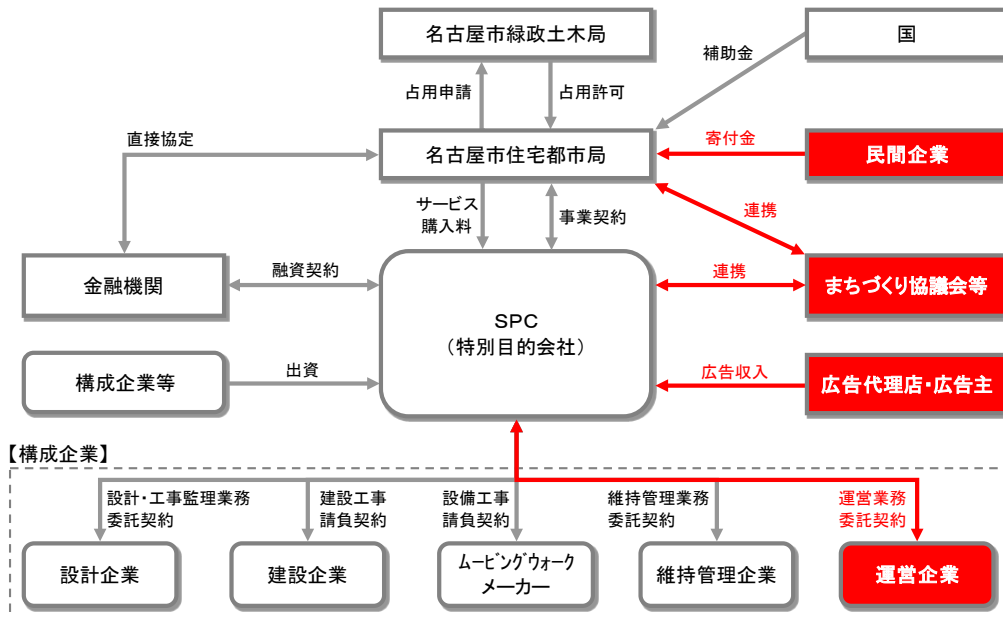 名古屋市緑政土木局
国
補助金
占用申請
占用許可
直接協定
名古屋市住宅都市局
寄付金
民間企業
サービス
購入料
事業契約
連携
金融機関
融資契約
連携
まちづくり協議会等
SPC
(特別目的会社)
構成企業等
出資
広告収入
広告代理店・広告主
【構成企業】
設計・工事監理業務
委託契約
建設工事
請負契約
設備工事
請負契約
維持管理業務
委託契約
運営業務
委託契約
設計企業
建設企業
ムービングウォーク
メーカー
維持管理企業
運営企業